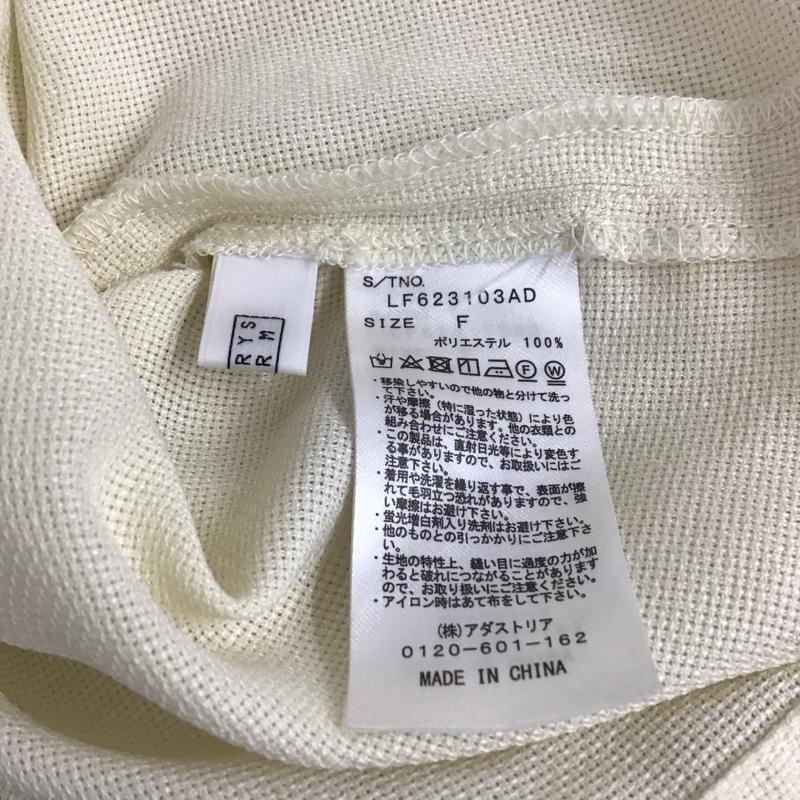 S/TNO.
LF623103AD
SIZE F
ポリエステル 100%
F W
・移染しやすいので他の物と分けて洗っ
て下さい。
・汗や摩擦（特に湿った状態）により色
が移る場合があります。他の衣類との
組み合わせにご注意ください。
・この製品は、直射日光等により変色す
る事がありますので、お取扱いにはご
注意下さい。
・着用や洗濯を繰り返す事で、表面が擦
れて毛羽立つ恐れがありますので、強
い摩擦はお避け下さい。
・蛍光増白剤入り洗剤はお避け下さい。
・他のものとの引っかかりにご注意下さ
い。
・生地の特性上、縫い目に過度の力が加
わると破れにつながることがあります
ので、お取り扱いにご注意下さい。
・アイロン時はあて布をして下さい。
(株)アダストリア
0120-601-162
MADE IN CHINA
RYS
RM